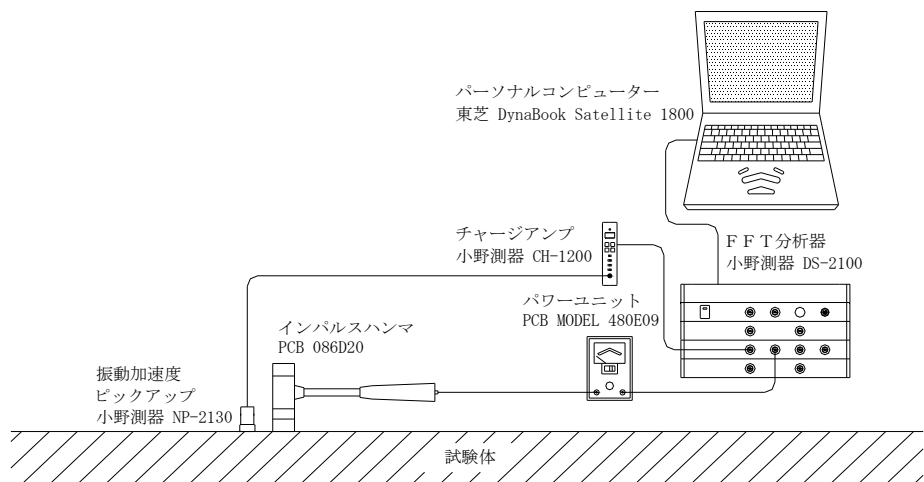 パーソナルコンピューター
東芝 DynaBook Satellite 1800
チャージアンプ
小野測器 CH-1200
ＦＦＴ分析器
小野測器 DS-2100
パワーユニット
PCB MODEL 480E09
インパルスハンマ
PCB 086D20
振動加速度
ピックアップ
小野測器 NP-2130
試験体